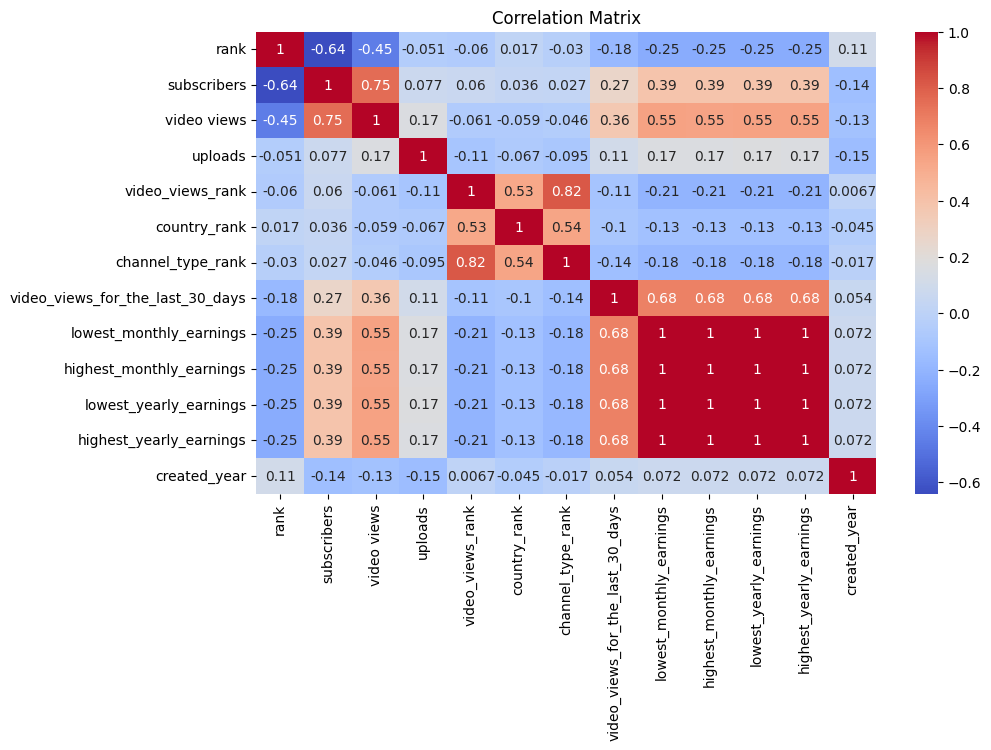 Correlation Matrix
rank 1 -0.64 -0.45 -0.051 -0.06 0.017 -0.03 -0.18 -0.25 -0.25 -0.25 -0.25 0.11
subscribers -0.64 1 0.75 0.077 0.06 0.036 0.027 0.27 0.39 0.39 0.39 0.39 -0.14
video views -0.45 0.75 1 0.17 -0.061 -0.059 -0.046 0.36 0.55 0.55 0.55 0.55 -0.13
uploads -0.051 0.077 0.17 1 -0.11 -0.067 -0.095 0.11 0.17 0.17 0.17 0.17 -0.15
video_views_rank -0.06 0.06 -0.061 -0.11 1 0.53 0.82 -0.11 -0.21 -0.21 -0.21 -0.21 0.0067
country_rank 0.017 0.036 -0.059 -0.067 0.53 1 0.54 -0.1 -0.13 -0.13 -0.13 -0.13 -0.045
channel_type_rank -0.03 0.027 -0.046 -0.095 0.82 0.54 1 -0.14 -0.18 -0.18 -0.18 -0.18 -0.017
video_views_for_the_last_30_days -0.18 0.27 0.36 0.11 -0.11 -0.1 -0.14 1 0.68 0.68 0.68 0.68 0.054
lowest_monthly_earnings -0.25 0.39 0.55 0.17 -0.21 -0.13 -0.18 0.68 1 1 1 1 0.072
highest_monthly_earnings -0.25 0.39 0.55 0.17 -0.21 -0.13 -0.18 0.68 1 1 1 1 0.072
lowest_yearly_earnings -0.25 0.39 0.55 0.17 -0.21 -0.13 -0.18 0.68 1 1 1 1 0.072
highest_yearly_earnings -0.25 0.39 0.55 0.17 -0.21 -0.13 -0.18 0.68 1 1 1 1 0.072
created_year 0.11 -0.14 -0.13 -0.15 0.0067 -0.045 -0.017 0.054 0.072 0.072 0.072 0.072 1
rank
subscribers
video views
uploads
video_views_rank
country_rank
channel_type_rank
video_views_for_the_last_30_days
lowest_monthly_earnings
highest_monthly_earnings
lowest_yearly_earnings
highest_yearly_earnings
created_year
1.0
0.8
0.6
0.4
0.2
0.0
−0.2
−0.4
−0.6